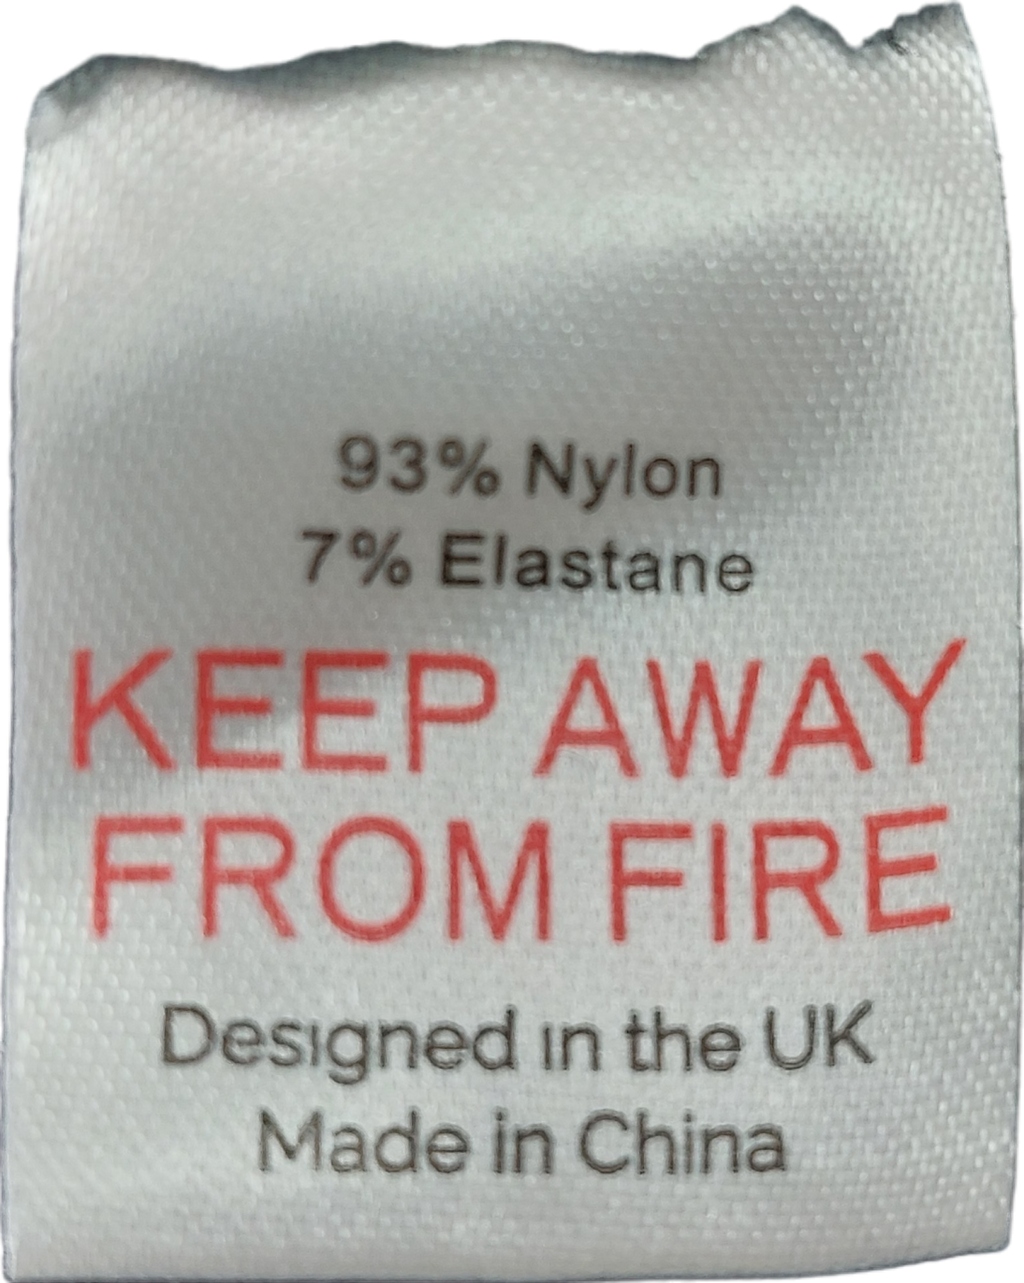 93% Nylon
7% Elastane
KEEP AWAY
FROM FIRE
Designed in the UK
Made in China